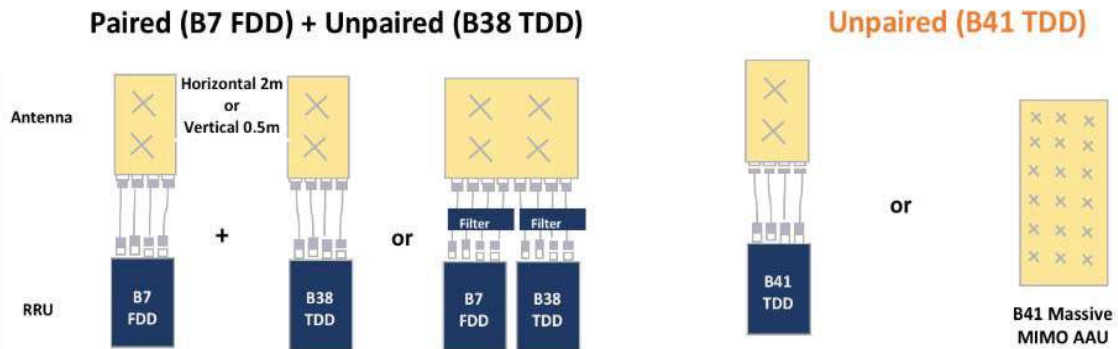 Paired (B7 FDD) + Unpaired (B38 TDD)
Unpaired (B41 TDD)
Antenna
Horizontal 2m
or
Vertical 0.5m
+
or
Filter
Filter
or
RRU
B7
FDD
B38
TDD
B7
FDD
B38
TDD
B41
TDD
B41 Massive
MIMO AAU